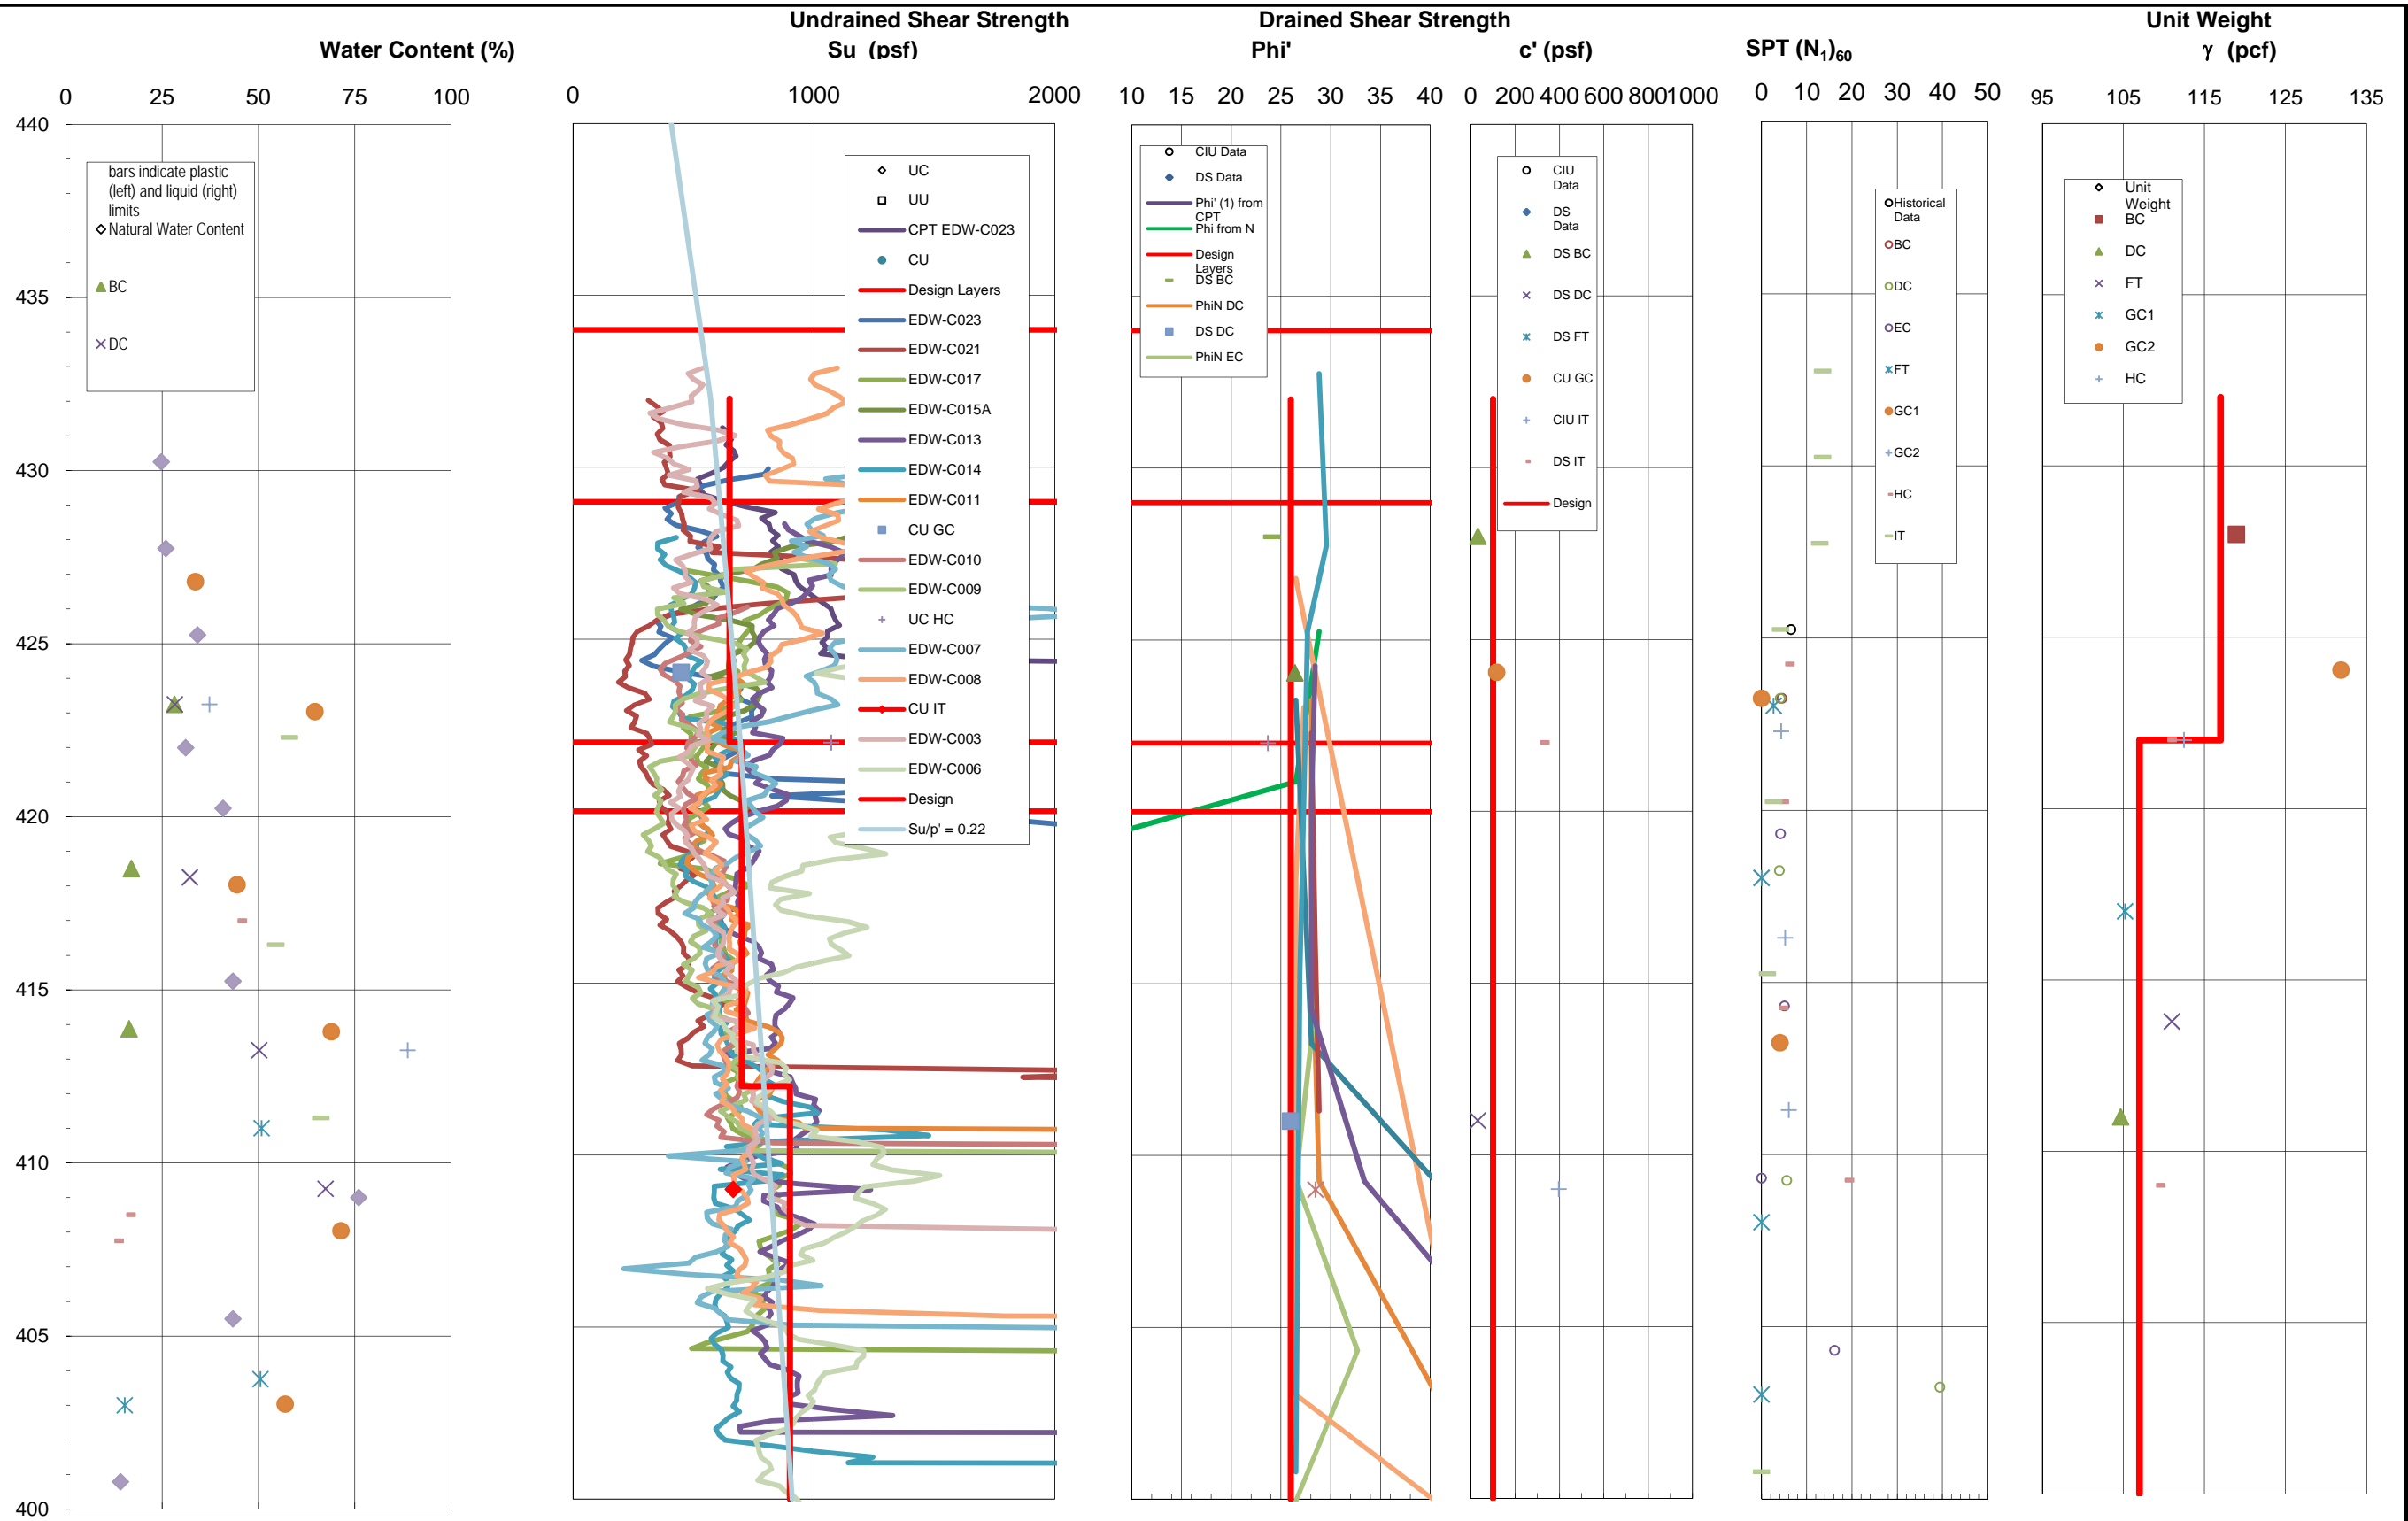 Undrained Shear Strength
Drained Shear Strength
Unit Weight
Water Content (%)
Su (psf)
Phi'
c' (psf)
SPT (N1)60
γ (pcf)
0 25 50 75 100
0 1000 2000
10 15 20 25 30 35 40
0 200 400 600 800 1000
0 10 20 30 40 50
95 105 115 125 135
440
435
430
425
420
415
410
405
400
bars indicate plastic
(left) and liquid (right)
limits
Natural Water Content
BC
DC
UC
UU
CPT EDW-C023
CU
Design Layers
EDW-C023
EDW-C021
EDW-C017
EDW-C015A
EDW-C013
EDW-C014
EDW-C011
CU GC
EDW-C010
EDW-C009
UC HC
EDW-C007
EDW-C008
CU IT
EDW-C003
EDW-C006
Design
Su/p' = 0.22
CIU Data
DS Data
Phi' (1) from
CPT
Phi from N
Design
Layers
DS BC
PhiN DC
DS DC
PhiN EC
CIU
Data
DS
Data
DS BC
DS DC
DS FT
CU GC
CIU IT
DS IT
Design
Historical
Data
BC
DC
EC
FT
GC1
GC2
HC
IT
Unit
Weight
BC
DC
FT
GC1
GC2
HC